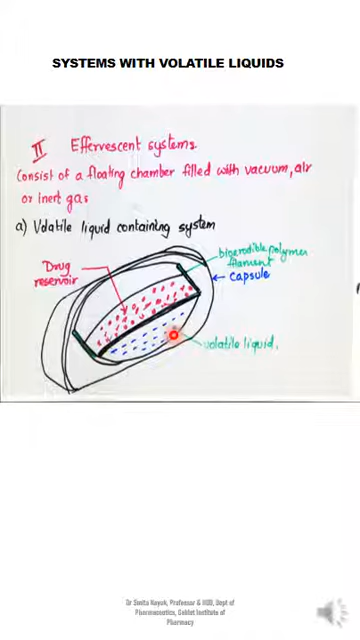 SYSTEMS WITH VOLATILE LIQUIDS
II Effervescent systems.
Consist of a floating chamber filled with vacuum, air
or inert gas
a) Volatile liquid containing system
bioerodible polymer
filament
Drug
reservoir
capsule
volatile liquid.
Dr Smita Nayak, Professor & HOD, Dept of
Pharmaceutics, Goblet Institute of
Pharmacy